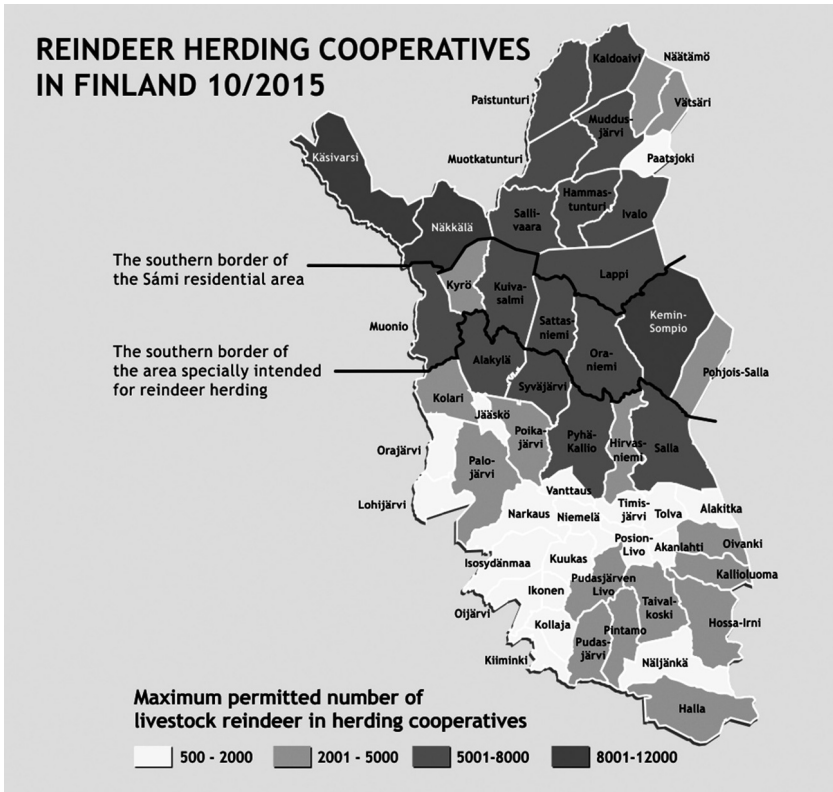 REINDEER HERDING COOPERATIVES
IN FINLAND 10/2015
Kaldoaivi
Näätämö
Paistunturi
Vätsäri
Muddus-
järvi
Käsivarsi
Muotkatunturi
Paatsjoki
Hammas-
tunturi
Salli-
vaara
Ivalo
Näkkälä
The southern border of
the Sámi residential area
Lappi
Kyrö
Kuiva-
salmi
Muonio
Sattas-
niemi
Kemin-
Sompio
The southern border of
the area specially intended
for reindeer herding
Alakylä
Ora-
niemi
Syväjärvi
Pohjois-Salla
Kolari
Jääskö
Poika-
järvi
Pyhä-
Kallio
Hirvas-
niemi
Salla
Orajärvi
Palo-
järvi
Vanttaus
Lohijärvi
Narkaus
Niemelä
Timis-
järvi
Tolva
Alakitka
Posion-
Livo
Akanlahti
Oivanki
Isosydänmaa
Kuukas
Kallioluoma
Pudasjärven
Livo
Ikonen
Taival-
koski
Oijärvi
Kollaja
Pintamo
Hossa-Irni
Pudas-
järvi
Kiiminki
Näljänkä
Halla
Maximum permitted number of
livestock reindeer in herding cooperatives
500 - 2000
2001 - 5000
5001-8000
8001-12000